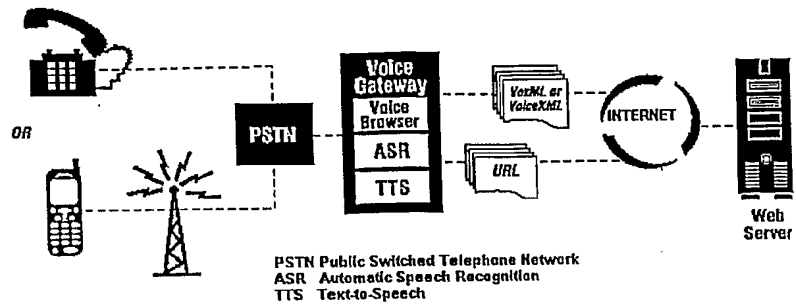 OR
PSTN
Voice
Gateway
Voice
Browser
ASR
TTS
VoxML or
VoiceXML
URL
INTERNET
Web
Server
PSTN Public Switched Telephone Network
ASR Automatic Speech Recognition
TTS Text-to-Speech